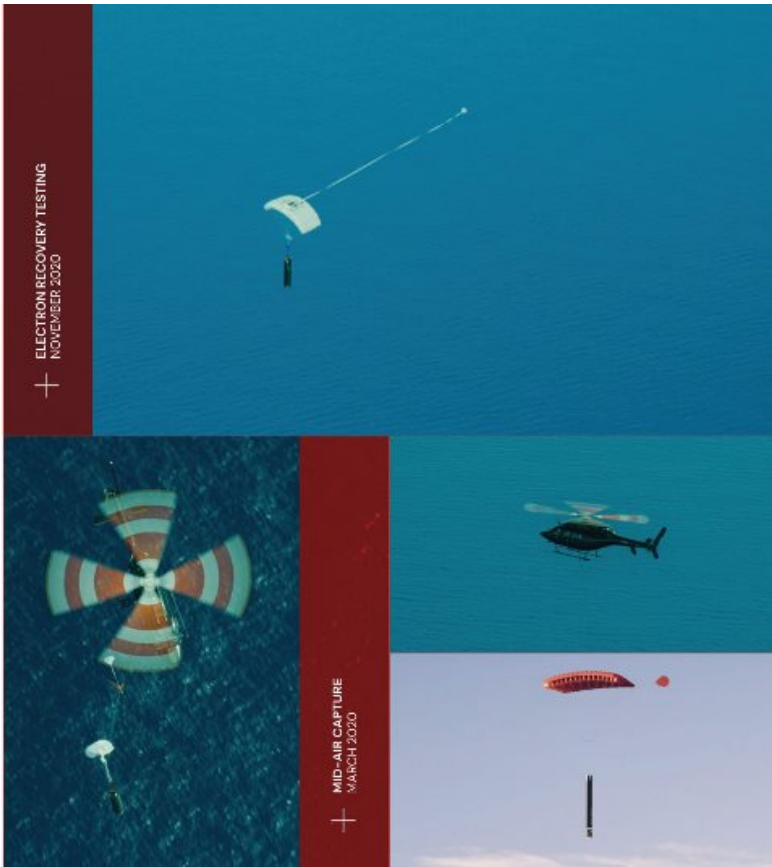 ELECTRON RECOVERY TESTING
NOVEMBER 2020
MID-AIR CAPTURE
MARCH 2020